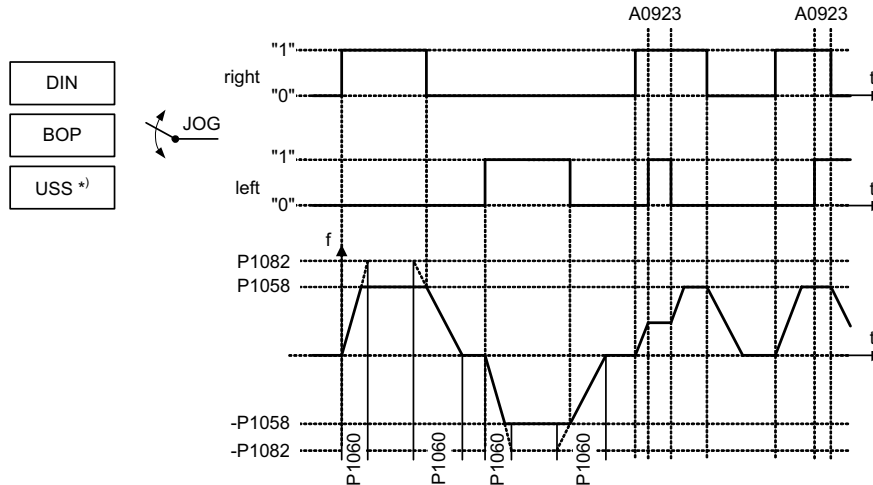 A0923 A0923
"1"
right
"0"
t
DIN
BOP
USS *)
JOG
"1"
left
"0"
t
f
P1082
P1058
t
-P1058
-P1082
P1060 P1060 P1060 P1060